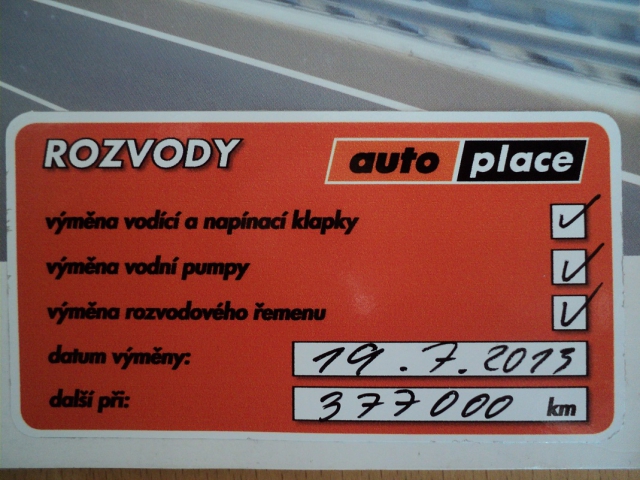 ROZVODY
auto place
výměna vodící a napínací klapky
výměna vodní pumpy
výměna rozvodového řemenu
datum výměny: 19.7.2013
další při: 377000 km